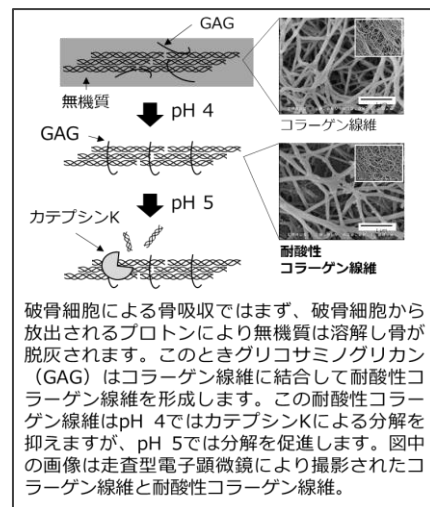 GAG
無機質
pH 4
コラーゲン線維
GAG
pH 5
カテプシンK
耐酸性
コラーゲン線維
破骨細胞による骨吸収ではまず、破骨細胞から
放出されるプロトンにより無機質は溶解し骨が
脱灰されます。このときグリコサミノグリカン
（GAG）はコラーゲン線維に結合して耐酸性コ
ラーゲン線維を形成します。この耐酸性コラー
ゲン線維はpH 4ではカテプシンKによる分解を
抑えますが、pH 5では分解を促進します。図中
の画像は走査型電子顕微鏡により撮影されたコ
ラーゲン線維と耐酸性コラーゲン線維。